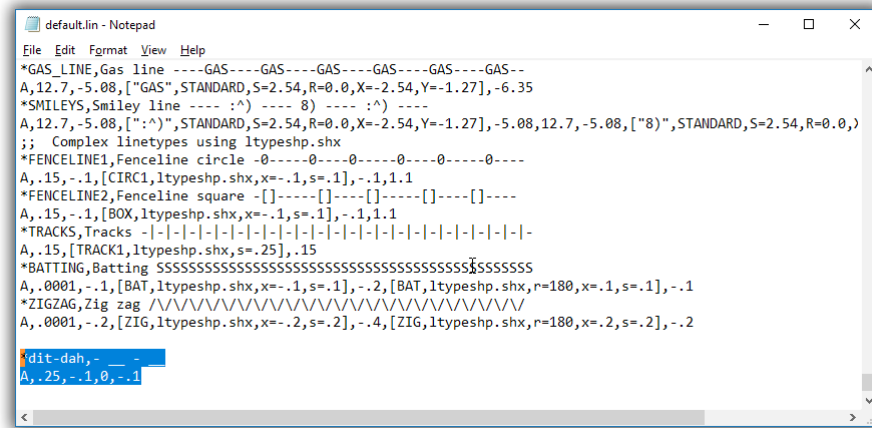 default.lin - Notepad
File Edit Format View Help
*GAS_LINE,Gas line ----GAS----GAS----GAS----GAS----GAS----GAS--
A,12.7,-5.08,["GAS",STANDARD,S=2.54,R=0.0,X=-2.54,Y=-1.27],-6.35
*SMILEYS,Smiley line ---- :^) ---- 8) ---- :^) ----
A,12.7,-5.08,[":^)",STANDARD,S=2.54,R=0.0,X=-2.54,Y=-1.27],-5.08,12.7,-5.08,["8)",STANDARD,S=2.54,R=0.0,X
;;  Complex linetypes using ltypeshp.shx
*FENCELINE1,Fenceline circle -0-----0----0-----0----0-----0----
A,.15,-.1,[CIRC1,ltypeshp.shx,x=-.1,s=.1],-.1,1.1
*FENCELINE2,Fenceline square -[]-----[]----[]-----[]----[]----
A,.15,-.1,[BOX,ltypeshp.shx,x=-.1,s=.1],-.1,1.1
*TRACKS,Tracks -|-|-|-|-|-|-|-|-|-|-|-|-|-|-|-|-|-|-|-|-|-|-|-
A,.15,[TRACK1,ltypeshp.shx,s=.25],.15
*BATTING,Batting SSSSSSSSSSSSSSSSSSSSSSSSSSSSSSSSSSSSSSSSSSSSSSS
A,.0001,-.1,[BAT,ltypeshp.shx,x=-.1,s=.1],-.2,[BAT,ltypeshp.shx,r=180,x=.1,s=.1],-.1
*ZIGZAG,Zig zag /\/\/\/\/\/\/\/\/\/\/\/\/\/\/\/\/\/\/\/\/\/\/\/
A,.0001,-.2,[ZIG,ltypeshp.shx,x=-.2,s=.2],-.4,[ZIG,ltypeshp.shx,r=180,x=.2,s=.2],-.2
*dit-dah,- __ - __
A,.25,-.1,0,-.1